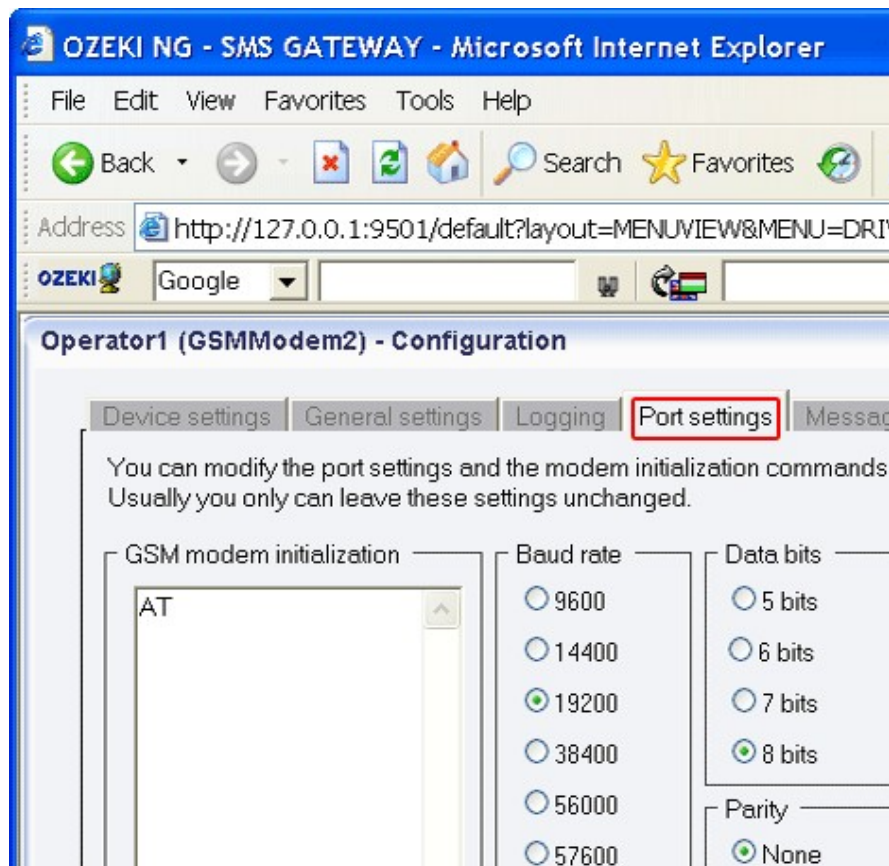 OZEKI NG - SMS GATEWAY - Microsoft Internet Explorer
File Edit View Favorites Tools Help
Back Search Favorites
Address http://127.0.0.1:9501/default?layout=MENUVIEW&MENU=DRI
OZEKI Google
Operator1 (GSMModem2) - Configuration
Device settings General settings Logging Port settings Messag
You can modify the port settings and the modem initialization commands
Usually you only can leave these settings unchanged.
GSM modem initialization
AT
Baud rate
9600
14400
19200
38400
56000
57600
Data bits
5 bits
6 bits
7 bits
8 bits
Parity
None